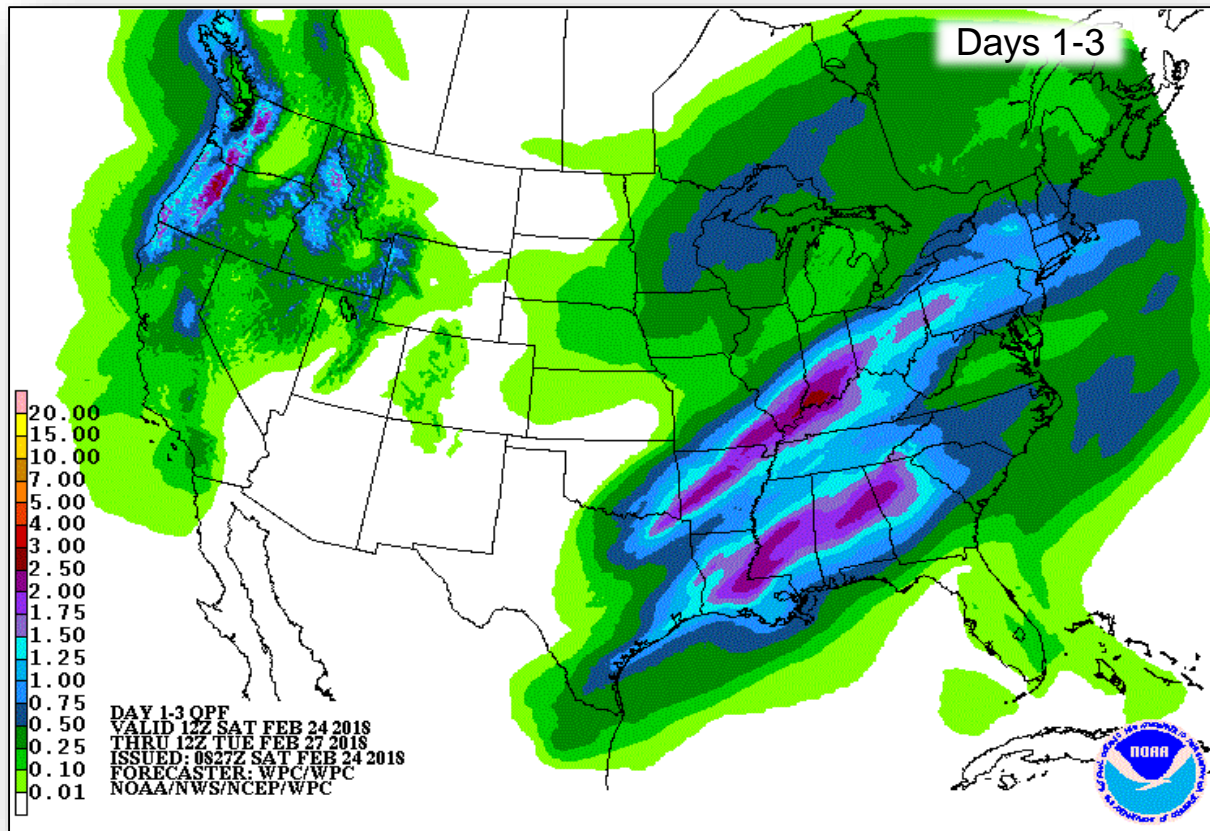 Days 1-3
20.00
15.00
10.00
7.00
5.00
4.00
3.00
2.50
2.00
1.75
1.50
1.25
1.00
0.75
0.50
0.25
0.10
0.01
DAY 1-3 QPF
VALID 12Z SAT FEB 24 2018
THRU 12Z TUE FEB 27 2018
ISSUED: 0827Z SAT FEB 24 2018
FORECASTER: WPC/WPC
NOAA/NWS/NCEP/WPC
NOAA